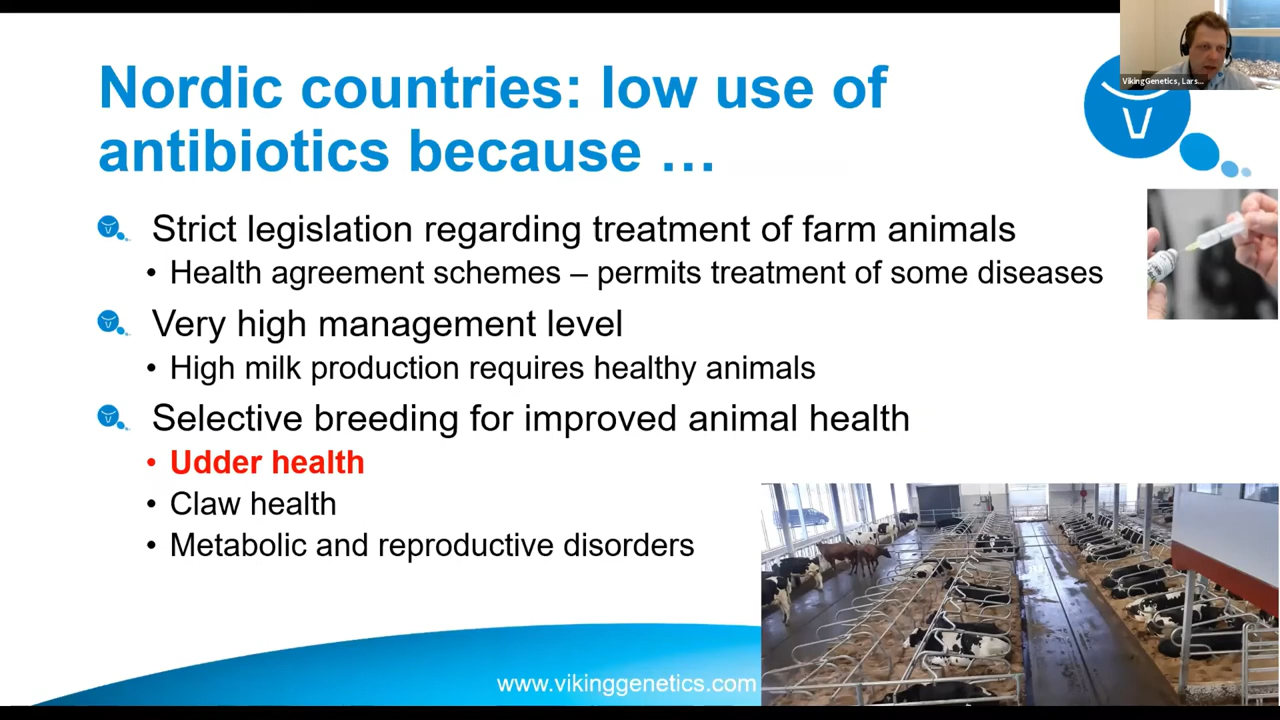 Nordic countries: low use of
antibiotics because …
VikingGenetics, Lars...
Strict legislation regarding treatment of farm animals
• Health agreement schemes – permits treatment of some diseases
Very high management level
• High milk production requires healthy animals
Selective breeding for improved animal health
• Udder health
• Claw health
• Metabolic and reproductive disorders
www.vikinggenetics.com